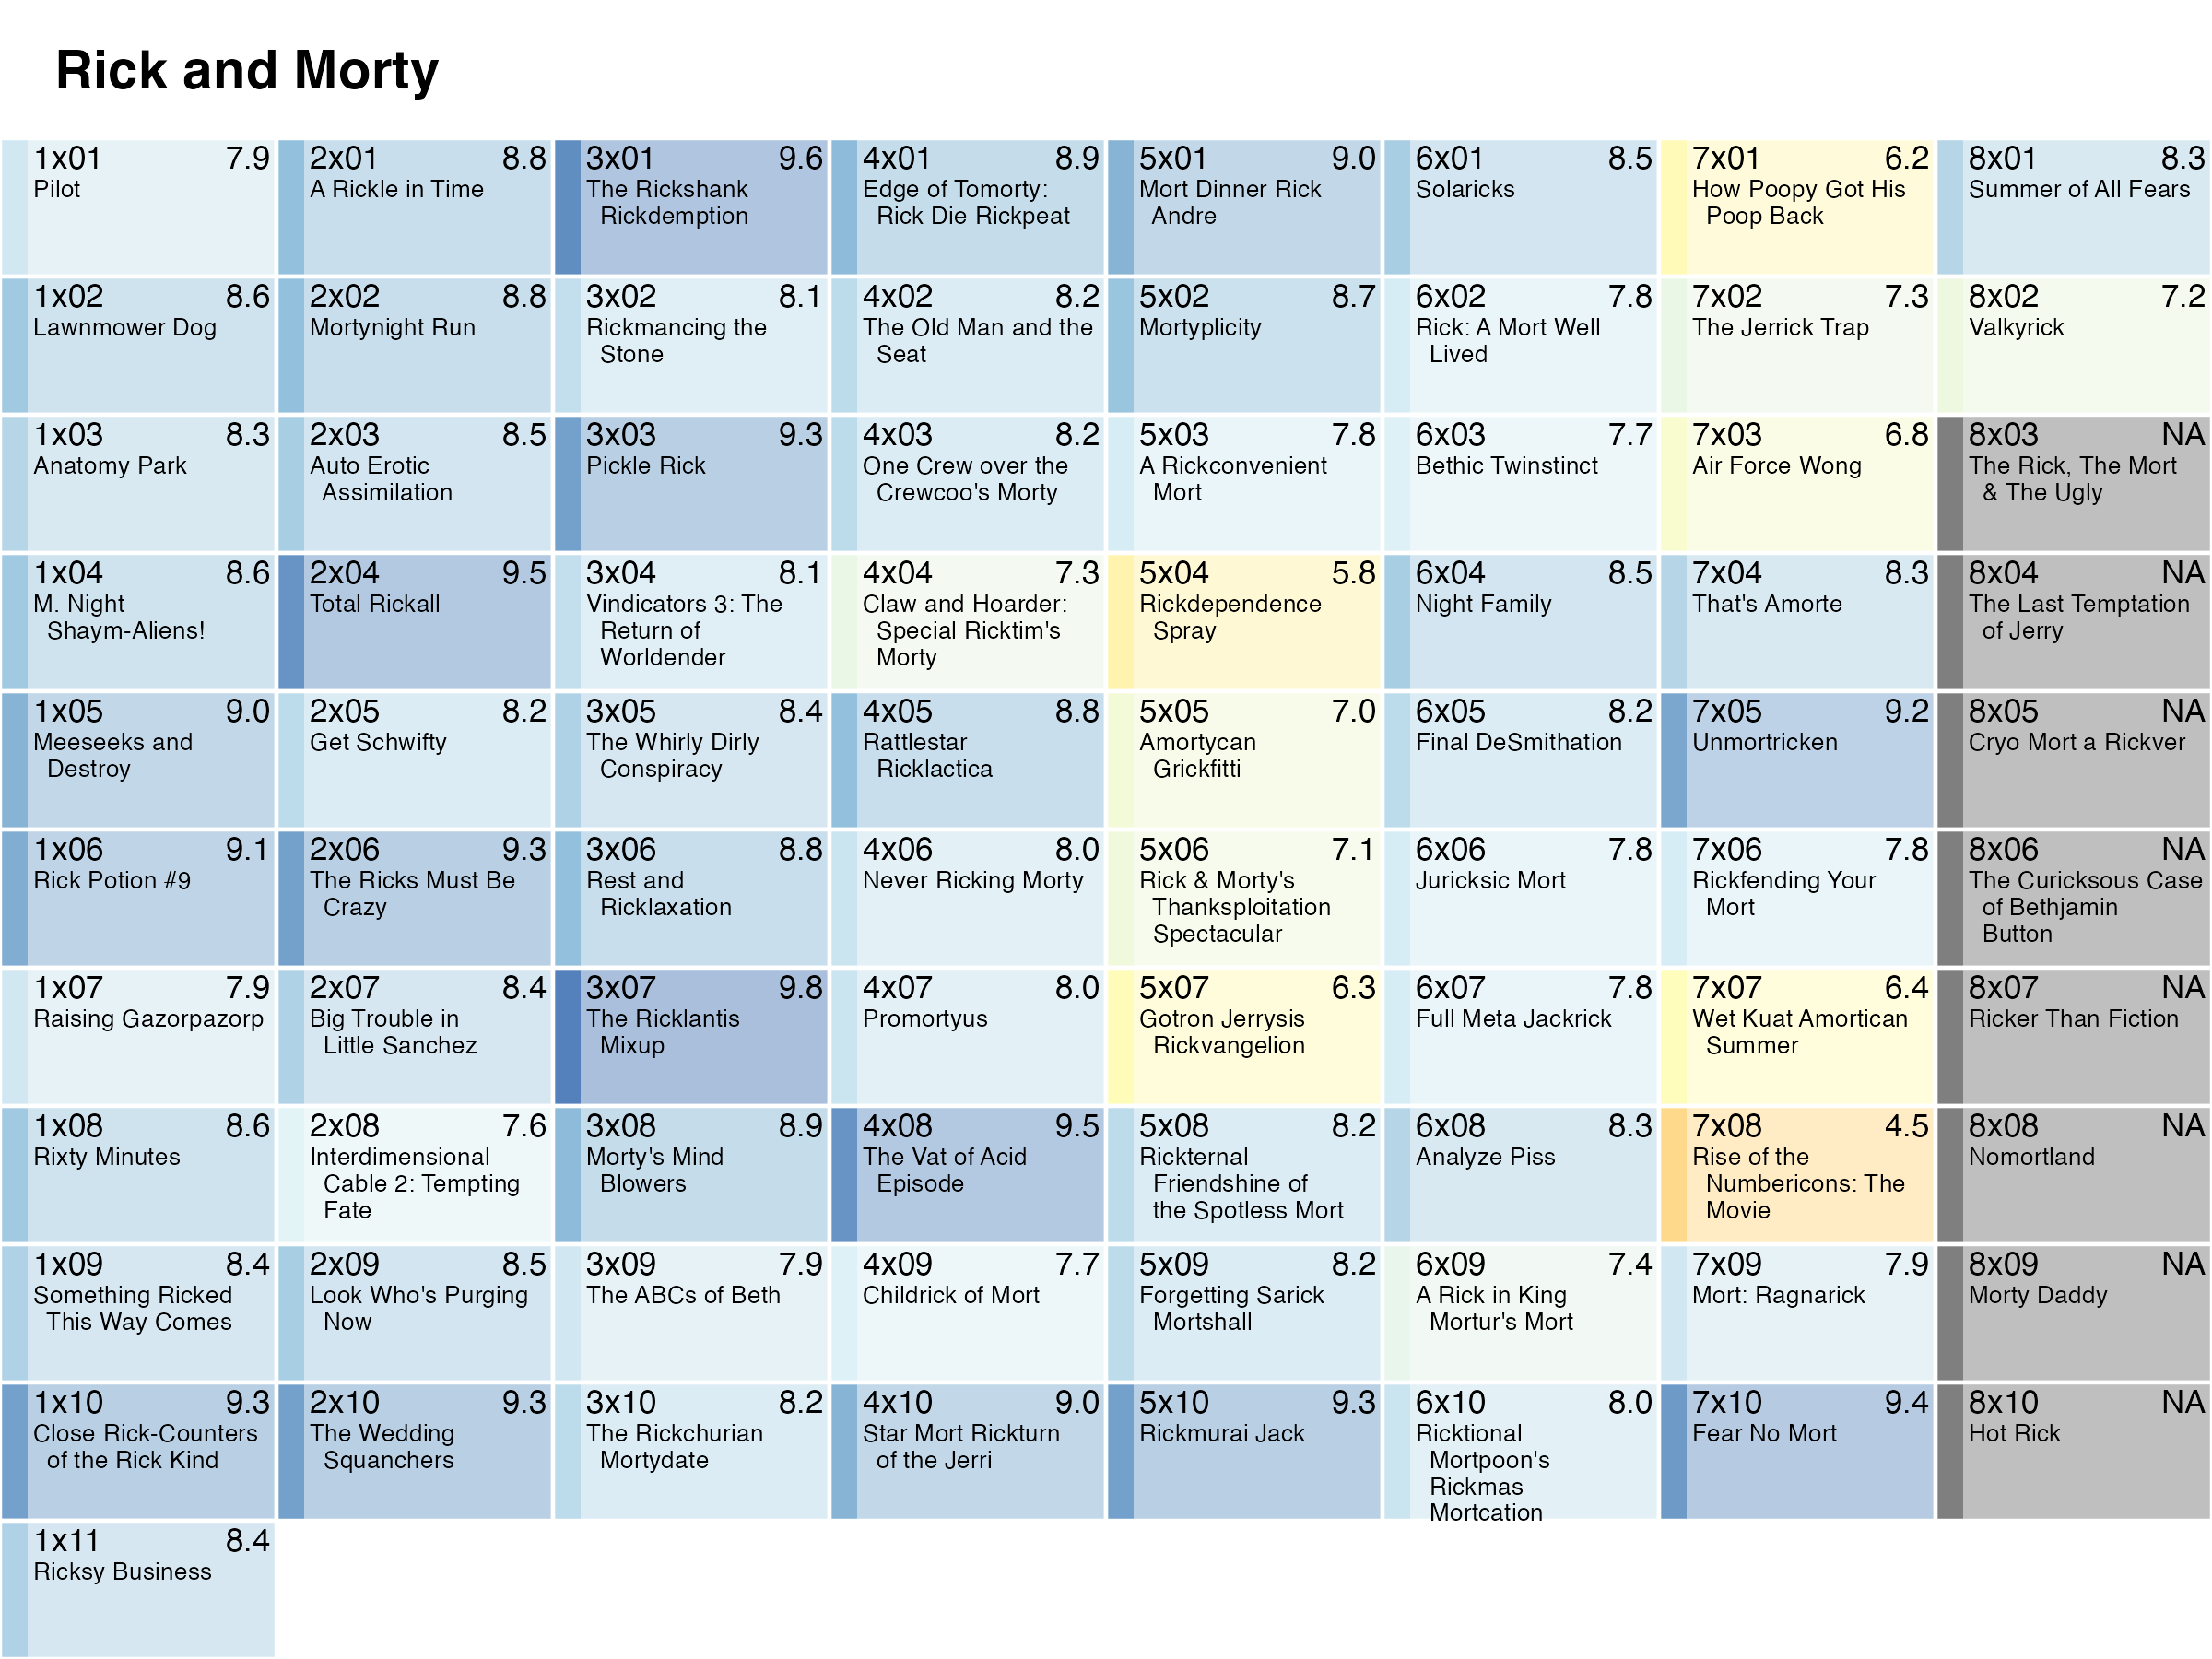 Rick and Morty
1x01 7.9
Pilot
2x01 8.8
A Rickle in Time
3x01 9.6
The Rickshank
Rickdemption
4x01 8.9
Edge of Tomorty:
Rick Die Rickpeat
5x01 9.0
Mort Dinner Rick
Andre
6x01 8.5
Solaricks
7x01 6.2
How Poopy Got His
Poop Back
8x01 8.3
Summer of All Fears
1x02 8.6
Lawnmower Dog
2x02 8.8
Mortynight Run
3x02 8.1
Rickmancing the
Stone
4x02 8.2
The Old Man and the
Seat
5x02 8.7
Mortyplicity
6x02 7.8
Rick: A Mort Well
Lived
7x02 7.3
The Jerrick Trap
8x02 7.2
Valkyrick
1x03 8.3
Anatomy Park
2x03 8.5
Auto Erotic
Assimilation
3x03 9.3
Pickle Rick
4x03 8.2
One Crew over the
Crewcoo's Morty
5x03 7.8
A Rickconvenient
Mort
6x03 7.7
Bethic Twinstinct
7x03 6.8
Air Force Wong
8x03 NA
The Rick, The Mort
& The Ugly
1x04 8.6
M. Night
Shaym-Aliens!
2x04 9.5
Total Rickall
3x04 8.1
Vindicators 3: The
Return of
Worldender
4x04 7.3
Claw and Hoarder:
Special Ricktim's
Morty
5x04 5.8
Rickdependence
Spray
6x04 8.5
Night Family
7x04 8.3
That's Amorte
8x04 NA
The Last Temptation
of Jerry
1x05 9.0
Meeseeks and
Destroy
2x05 8.2
Get Schwifty
3x05 8.4
The Whirly Dirly
Conspiracy
4x05 8.8
Rattlestar
Ricklactica
5x05 7.0
Amortycan
Grickfitti
6x05 8.2
Final DeSmithation
7x05 9.2
Unmortricken
8x05 NA
Cryo Mort a Rickver
1x06 9.1
Rick Potion #9
2x06 9.3
The Ricks Must Be
Crazy
3x06 8.8
Rest and
Ricklaxation
4x06 8.0
Never Ricking Morty
5x06 7.1
Rick & Morty's
Thanksploitation
Spectacular
6x06 7.8
Juricksic Mort
7x06 7.8
Rickfending Your
Mort
8x06 NA
The Curicksous Case
of Bethjamin
Button
1x07 7.9
Raising Gazorpazorp
2x07 8.4
Big Trouble in
Little Sanchez
3x07 9.8
The Ricklantis
Mixup
4x07 8.0
Promortyus
5x07 6.3
Gotron Jerrysis
Rickvangelion
6x07 7.8
Full Meta Jackrick
7x07 6.4
Wet Kuat Amortican
Summer
8x07 NA
Ricker Than Fiction
1x08 8.6
Rixty Minutes
2x08 7.6
Interdimensional
Cable 2: Tempting
Fate
3x08 8.9
Morty's Mind
Blowers
4x08 9.5
The Vat of Acid
Episode
5x08 8.2
Rickternal
Friendshine of
the Spotless Mort
6x08 8.3
Analyze Piss
7x08 4.5
Rise of the
Numbericons: The
Movie
8x08 NA
Nomortland
1x09 8.4
Something Ricked
This Way Comes
2x09 8.5
Look Who's Purging
Now
3x09 7.9
The ABCs of Beth
4x09 7.7
Childrick of Mort
5x09 8.2
Forgetting Sarick
Mortshall
6x09 7.4
A Rick in King
Mortur's Mort
7x09 7.9
Mort: Ragnarick
8x09 NA
Morty Daddy
1x10 9.3
Close Rick-Counters
of the Rick Kind
2x10 9.3
The Wedding
Squanchers
3x10 8.2
The Rickchurian
Mortydate
4x10 9.0
Star Mort Rickturn
of the Jerri
5x10 9.3
Rickmurai Jack
6x10 8.0
Ricktional
Mortpoon's
Rickmas
Mortcation
7x10 9.4
Fear No Mort
8x10 NA
Hot Rick
1x11 8.4
Ricksy Business